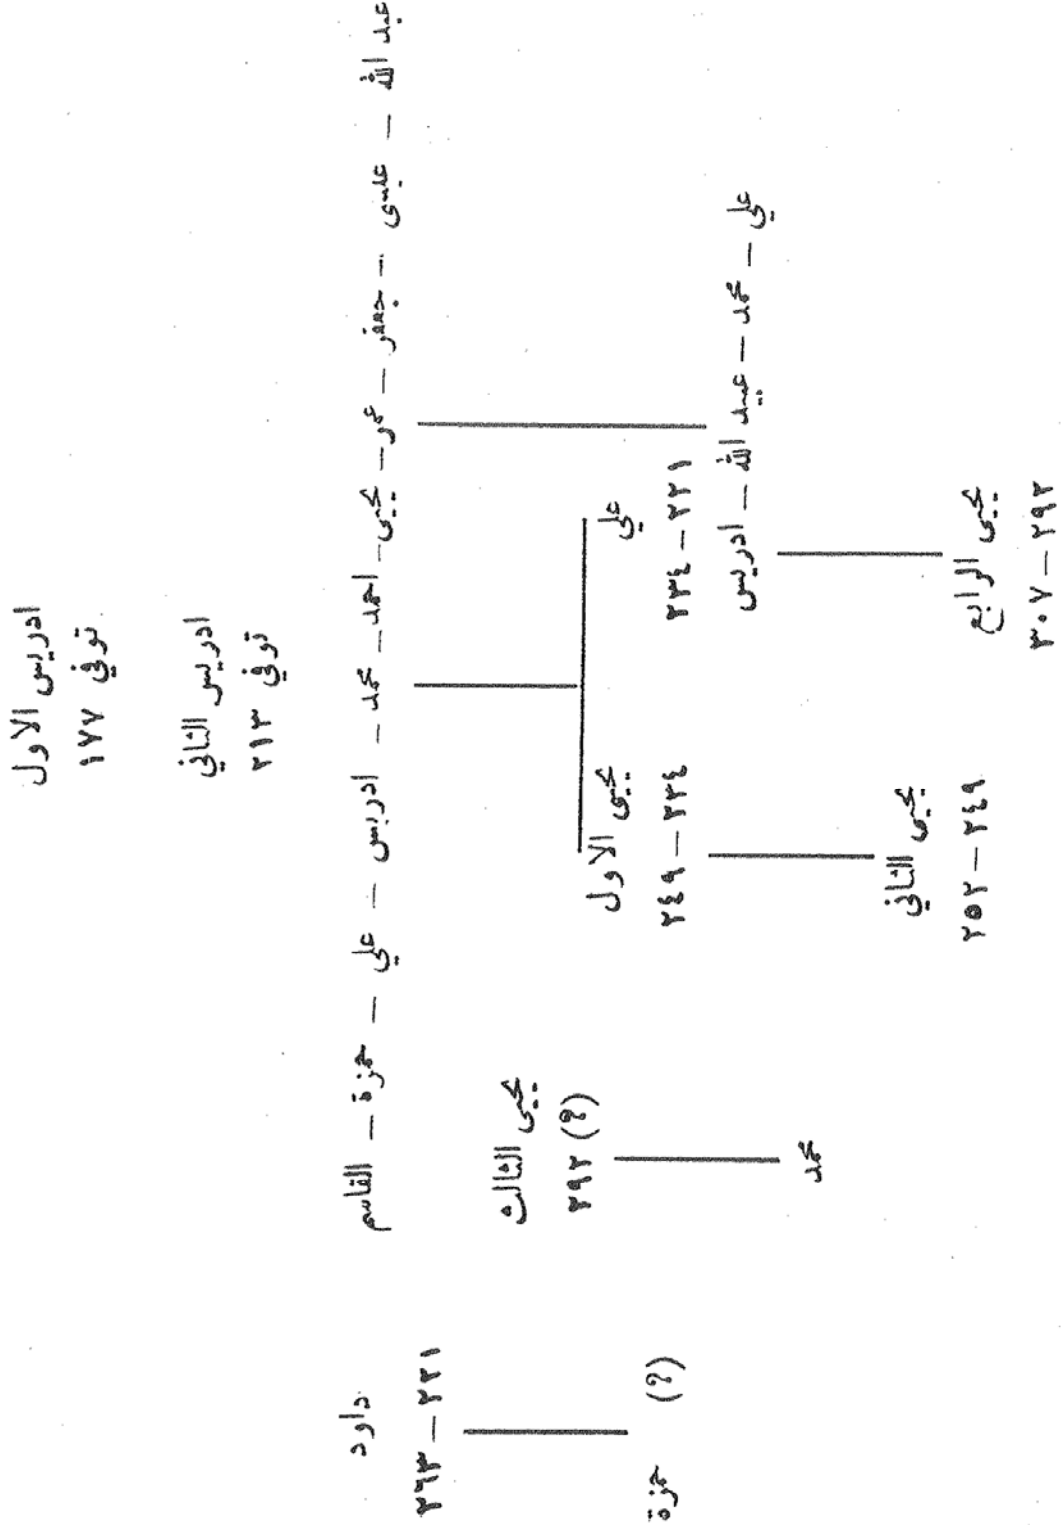 ادريس الاول
توفي ١٧٧
ادريس الثاني
توفي ٢١٣
عبد الله — عيسى — جعفر — عمر — يحيى — احمد — محمد — ادريس — علي — حمزة — القاسم
داود
٢٢١ — ٢٦٣
حمزة (؟)
يحيى الثالث
٢٩٢ (؟)
محمد
علي
٢٢١ — ٢٣٤
يحيى الاول
٢٣٤ — ٢٤٩
يحيى الثاني
٢٤٩ — ٢٥٢
علي — محمد — عبيد الله — ادريس
يحيى الرابع
٢٩٢ — ٣٠٧